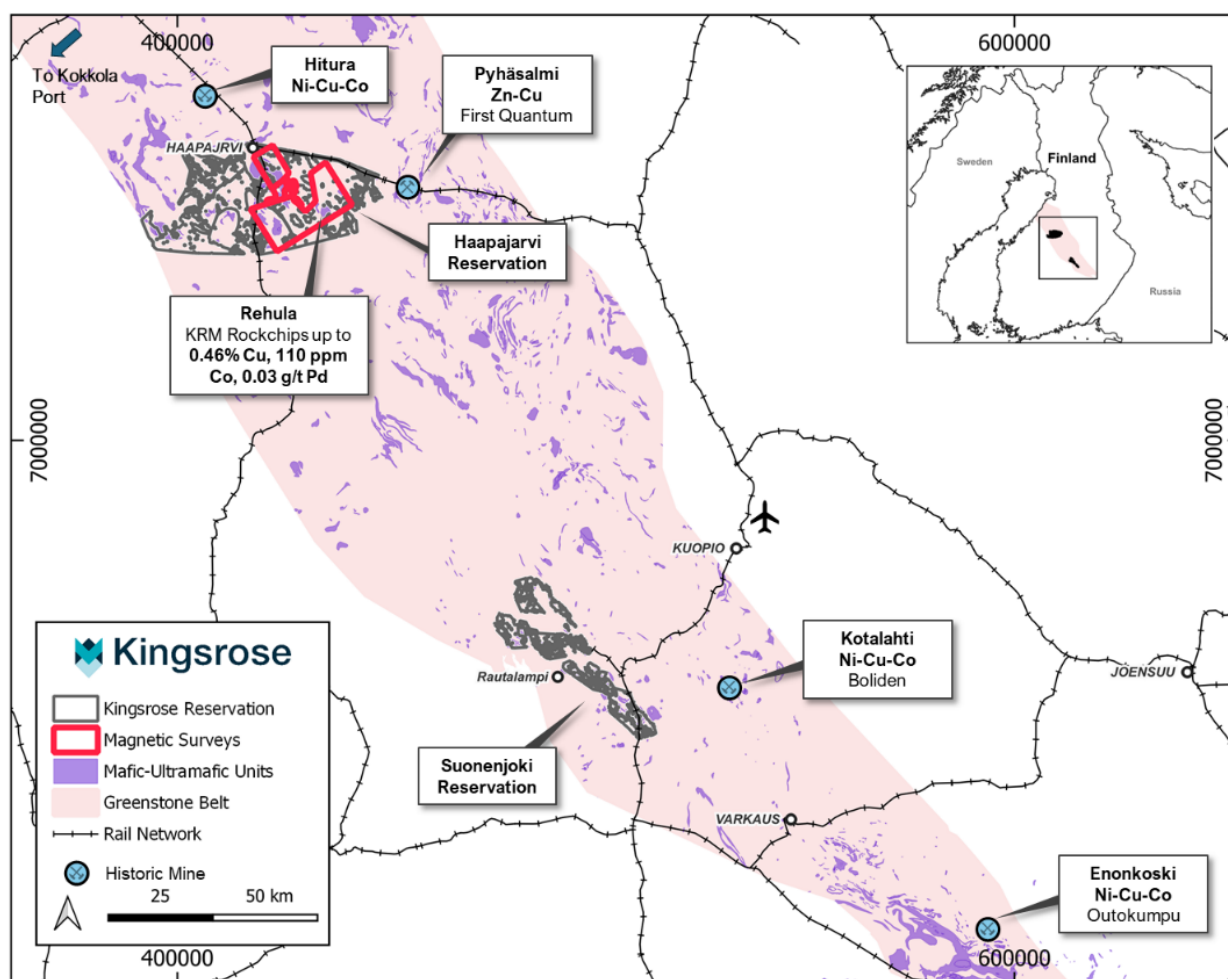 400000
600000
To Kokkola
Port
Hitura
Ni-Cu-Co
Pyhäsalmi
Zn-Cu
First Quantum
HAAPAJRVI
Haapajarvi
Reservation
Rehula
KRM Rockchips up to
0.46% Cu, 110 ppm
Co, 0.03 g/t Pd
Sweden
Finland
Russia
7000000
7000000
KUOPIO
Kotalahti
Ni-Cu-Co
Boliden
JOENSUU
Rautalampi
Suonenjoki
Reservation
VARKAUS
Enonkoski
Ni-Cu-Co
Outokumpu
Kingsrose
Kingsrose Reservation
Magnetic Surveys
Mafic-Ultramafic Units
Greenstone Belt
Rail Network
Historic Mine
25 50 km
400000
600000